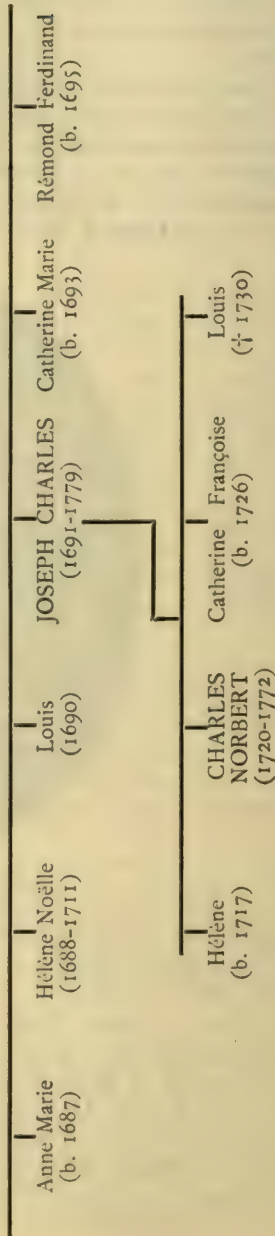 Anne Marie
(b. 1687)
Hélène Noëlle
(1688-1711)
Louis
(1690)
JOSEPH CHARLES
(1691-1779)
Catherine Marie
(b. 1693)
Rémond Ferdinand
(b. 1695)
Hélène
(b. 1717)
CHARLES
NORBERT
(1720-1772)
Catherine Françoise
(b. 1726)
Louis
(† 1730)